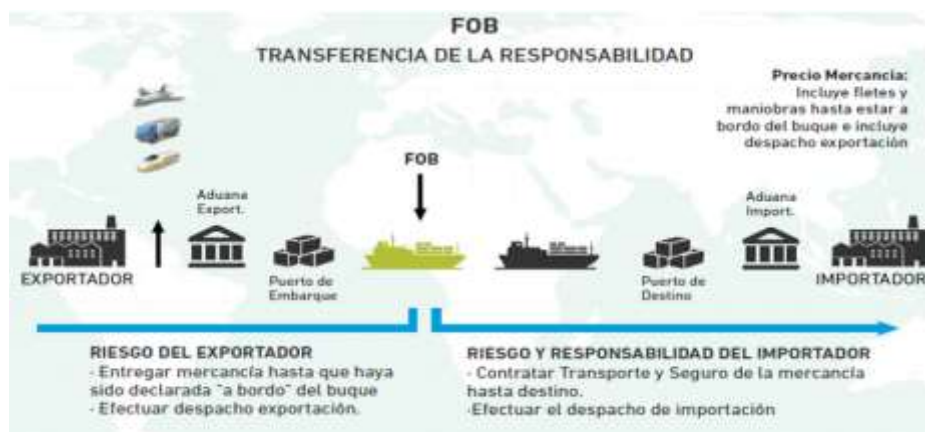 FOB
TRANSFERENCIA DE LA RESPONSABILIDAD
Precio Mercancia:
Incluye fletes y
maniobras hasta estar a
bordo del buque e incluye
despacho exportación
FOB
Aduana
Export.
Aduana
Import.
EXPORTADOR
Puerto de
Embarque
Puerto de
Destino
IMPORTADOR
RIESGO DEL EXPORTADOR
· Entregar mercancía hasta que haya
sido declarada "a bordo" del buque
· Efectuar despacho exportación.
RIESGO Y RESPONSABILIDAD DEL IMPORTADOR
· Contratar Transporte y Seguro de la mercancía
hasta destino.
·Efectuar el despacho de importación